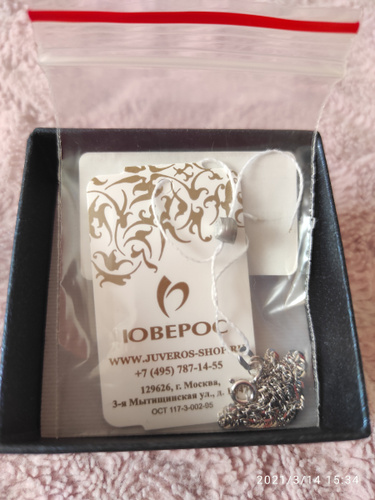 ЮВЕРОС
WWW.JUVEROS-SHOP.RU
+7 (495) 787-14-55
129626, г. Москва,
3-я Мытищинская ул., д.
ОСТ 117-3-002-05
2021/3/14 15:34